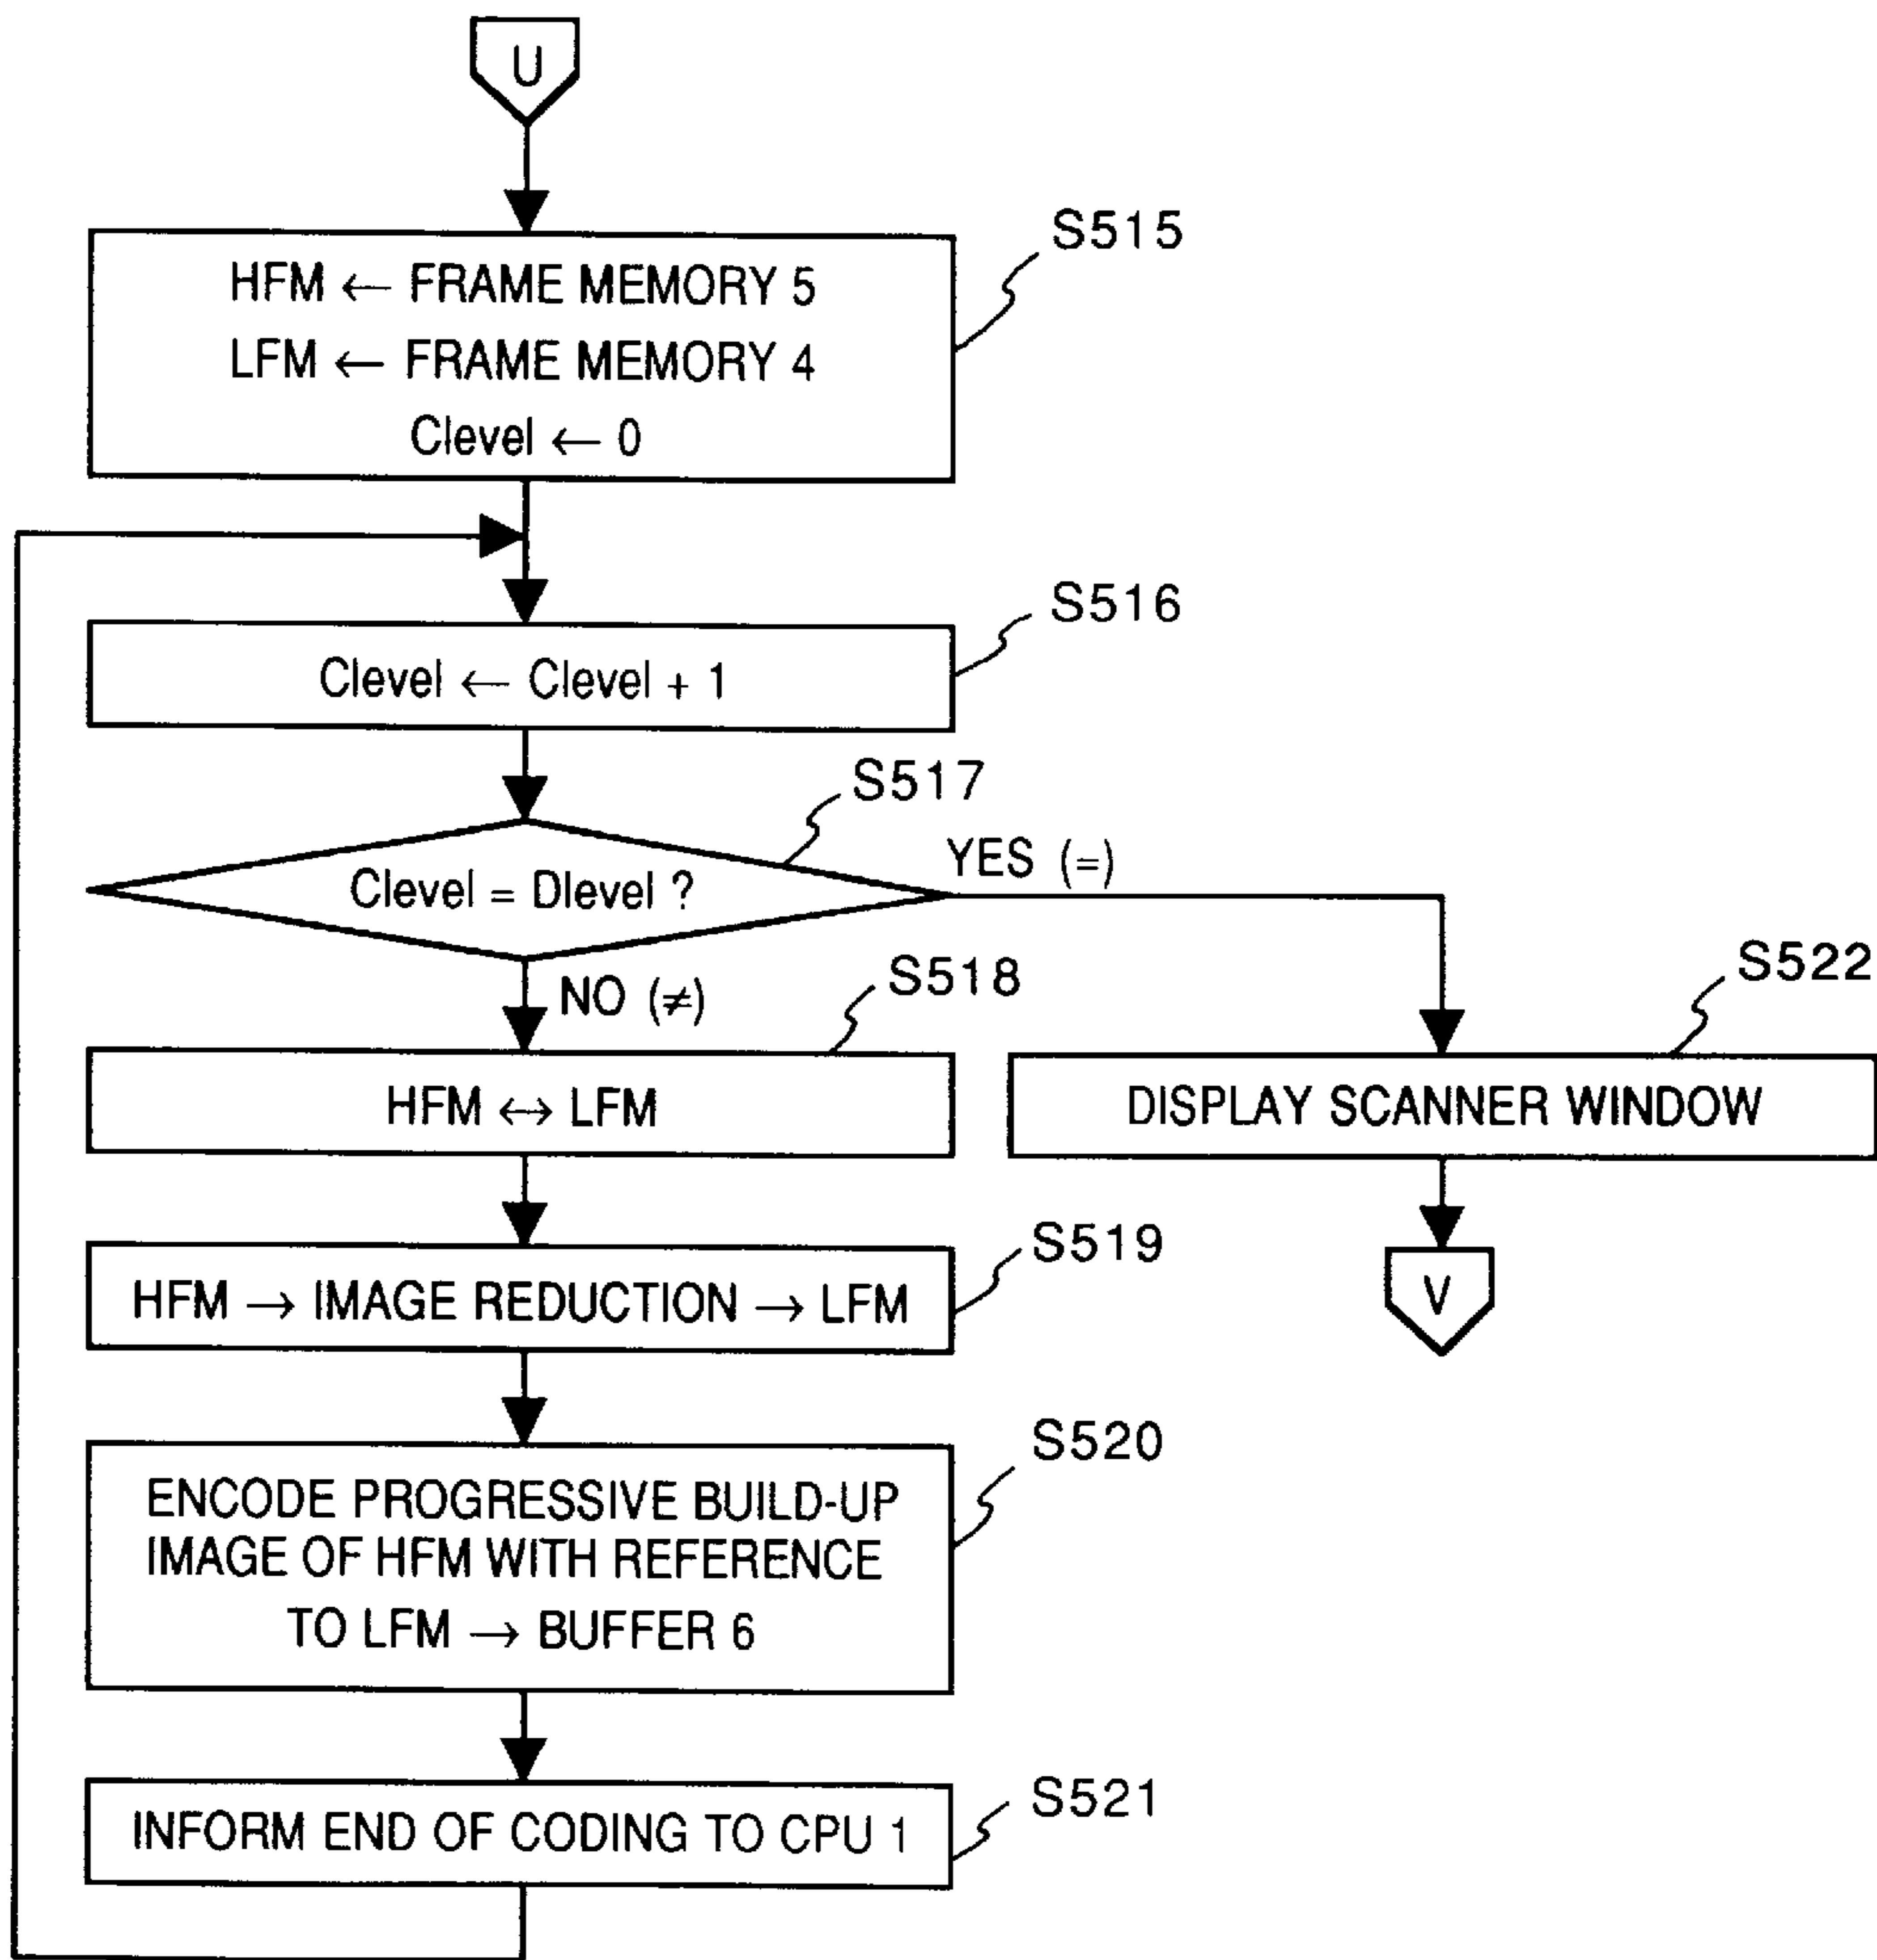 U
S515
HFM ← FRAME MEMORY 5
LFM ← FRAME MEMORY 4
Clevel ← 0
S516
Clevel ← Clevel + 1
S517
Clevel = Dlevel ?
YES (=)
NO (≠)
S518
HFM ↔ LFM
S522
DISPLAY SCANNER WINDOW
S519
HFM → IMAGE REDUCTION → LFM
V
S520
ENCODE PROGRESSIVE BUILD-UP
IMAGE OF HFM WITH REFERENCE
TO LFM → BUFFER 6
S521
INFORM END OF CODING TO CPU 1